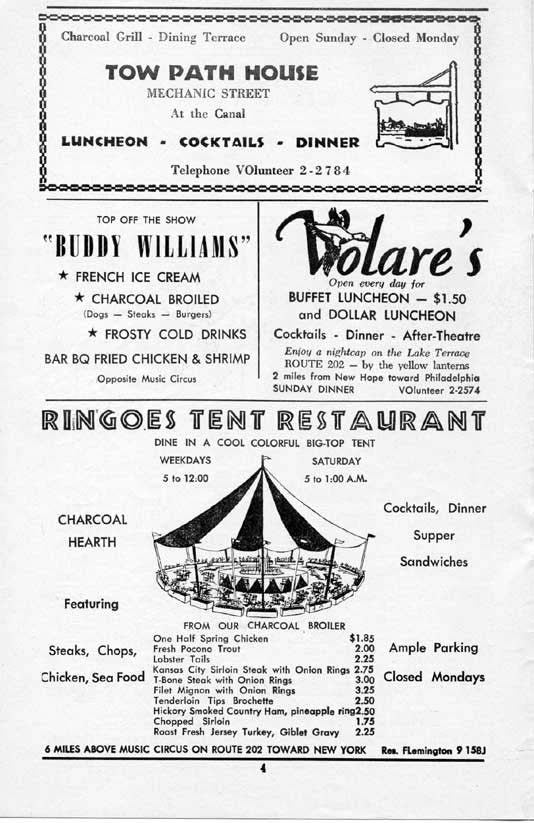 Charcoal Grill - Dining Terrace Open Sunday - Closed Monday
TOW PATH HOUSE
MECHANIC STREET
At the Canal
LUNCHEON - COCKTAILS - DINNER
Telephone VOlunteer 2-2784
TOP OFF THE SHOW
"BUDDY WILLIAMS"
★ FRENCH ICE CREAM
★ CHARCOAL BROILED
(Dogs — Steaks — Burgers)
★ FROSTY COLD DRINKS
BAR BQ FRIED CHICKEN & SHRIMP
Opposite Music Circus
Volare's
Open every day for
BUFFET LUNCHEON — $1.50
and DOLLAR LUNCHEON
Cocktails - Dinner - After-Theatre
Enjoy a nightcap on the Lake Terrace
ROUTE 202 — by the yellow lanterns
2 miles from New Hope toward Philadelphia
SUNDAY DINNER VOlunteer 2-2574
RINGOES TENT RESTAURANT
DINE IN A COOL COLORFUL BIG-TOP TENT
WEEKDAYS SATURDAY
5 to 12:00 5 to 1:00 A.M.
CHARCOAL
HEARTH
Featuring
Steaks, Chops,
Chicken, Sea Food
Cocktails, Dinner
Supper
Sandwiches
Ample Parking
Closed Mondays
FROM OUR CHARCOAL BROILER
One Half Spring Chicken $1.85
Fresh Pocono Trout 2.00
Lobster Tails 2.25
Kansas City Sirloin Steak with Onion Rings 2.75
T-Bone Steak with Onion Rings 3.00
Filet Mignon with Onion Rings 3.25
Tenderloin Tips Brochette 2.50
Hickory Smoked Country Ham, pineapple ring 2.50
Chopped Sirloin 1.75
Roast Fresh Jersey Turkey, Giblet Gravy 2.25
6 MILES ABOVE MUSIC CIRCUS ON ROUTE 202 TOWARD NEW YORK Res. FLemington 9 158J
4